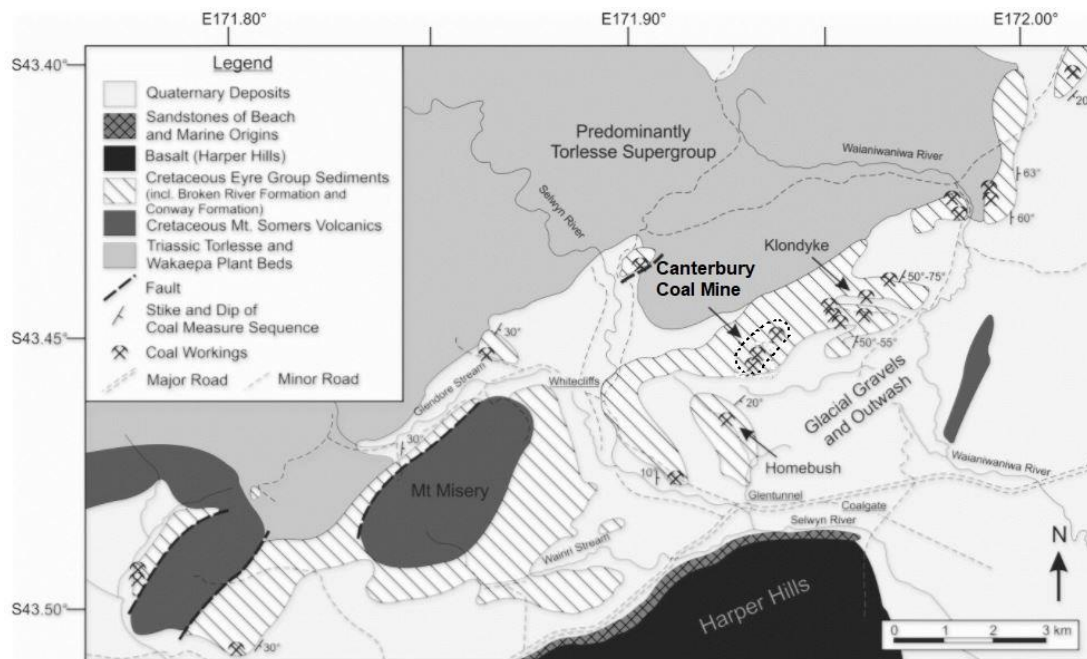 E171.80°
E171.90°
E172.00°
S43.40°
S43.45°
S43.50°
Legend
Quaternary Deposits
Sandstones of Beach
and Marine Origins
Basalt (Harper Hills)
Cretaceous Eyre Group Sediments
(incl. Broken River Formation and
Conway Formation)
Cretaceous Mt. Somers Volcanics
Triassic Torlesse and
Wakaepa Plant Beds
Fault
Stike and Dip of
Coal Measure Sequence
Coal Workings
Major Road
Minor Road
Predominantly
Torlesse Supergroup
Waianiwaniwa River
Selwyn River
20°
63°
60°
Klondyke
Canterbury
Coal Mine
50°-75°
50°-55°
30°
Glendore Stream
Whitecliffs
20°
Glacial Gravels
and Outwash
30°
Mt Misery
10°
Homebush
Waianiwaniwa River
Glentunnel
Coalgate
Selwyn River
Wairiri Stream
Harper Hills
30°
N
0 1 2 3 km